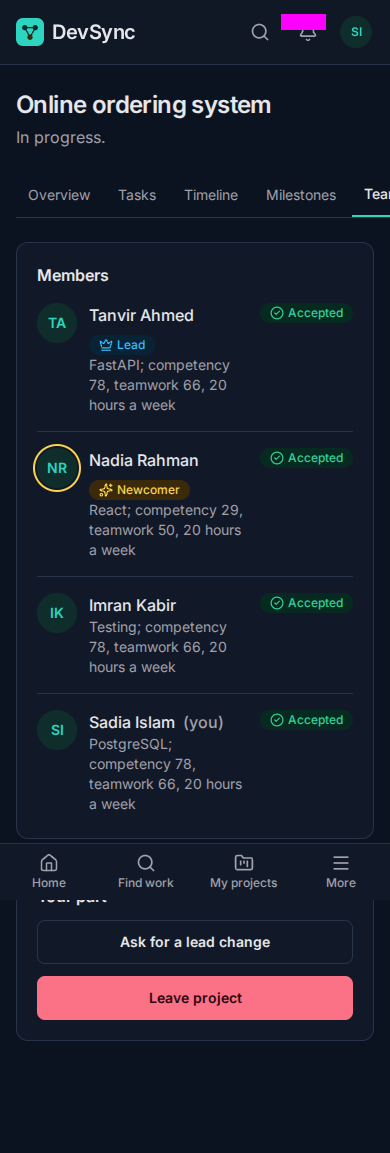 DevSync
SI
Online ordering system
In progress.
Overview Tasks Timeline Milestones
Members
TA
Tanvir Ahmed
Accepted
Lead
FastAPI; competency
78, teamwork 66, 20
hours a week
NR
Nadia Rahman
Accepted
Newcomer
React; competency 29,
teamwork 50, 20 hours
a week
IK
Imran Kabir
Accepted
Testing; competency
78, teamwork 66, 20
hours a week
SI
Sadia Islam (you)
Accepted
PostgreSQL;
competency 78,
teamwork 66, 20 hours
a week
Home Find work My projects More
Your part
Ask for a lead change
Leave project